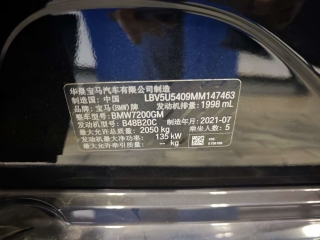 华晨宝马汽车有限公司制造
制造国：中国 LBV5U5409MM147463
品牌：宝马(BMW)牌 发动机排量：1998 mL
整车型号：BMW7200GM
发动机型号：B48B20C 制造年月：2021-07
最大允许总质量：2050 kg 乘坐人数：5
发动机最大净功率：135 kW
最大允许牵引质量：-- kg